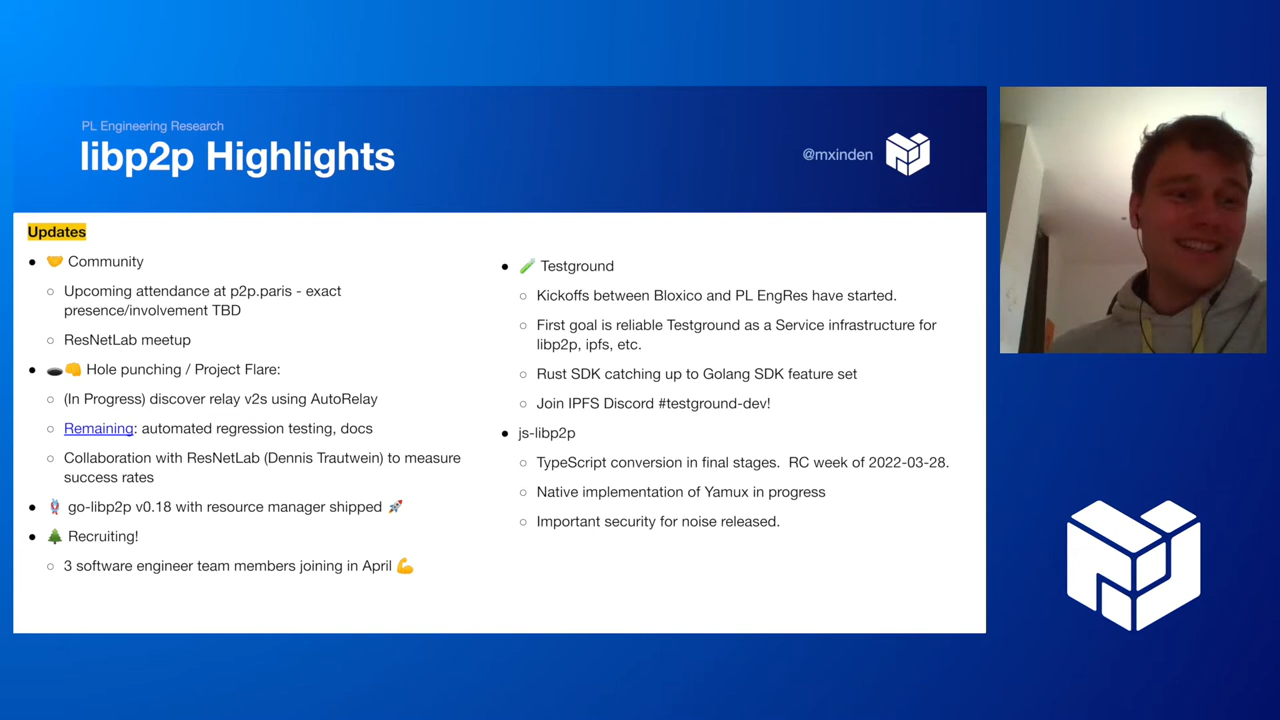 PL Engineering Research
libp2p Highlights
@mxinden
Updates
🤝 Community
Upcoming attendance at p2p.paris - exact
presence/involvement TBD
ResNetLab meetup
🕳️👊 Hole punching / Project Flare:
(In Progress) discover relay v2s using AutoRelay
Remaining: automated regression testing, docs
Collaboration with ResNetLab (Dennis Trautwein) to measure
success rates
🪢 go-libp2p v0.18 with resource manager shipped 🚀
🌲 Recruiting!
3 software engineer team members joining in April 💪
🧪 Testground
Kickoffs between Bloxico and PL EngRes have started.
First goal is reliable Testground as a Service infrastructure for
libp2p, ipfs, etc.
Rust SDK catching up to Golang SDK feature set
Join IPFS Discord #testground-dev!
js-libp2p
TypeScript conversion in final stages.  RC week of 2022-03-28.
Native implementation of Yamux in progress
Important security for noise released.